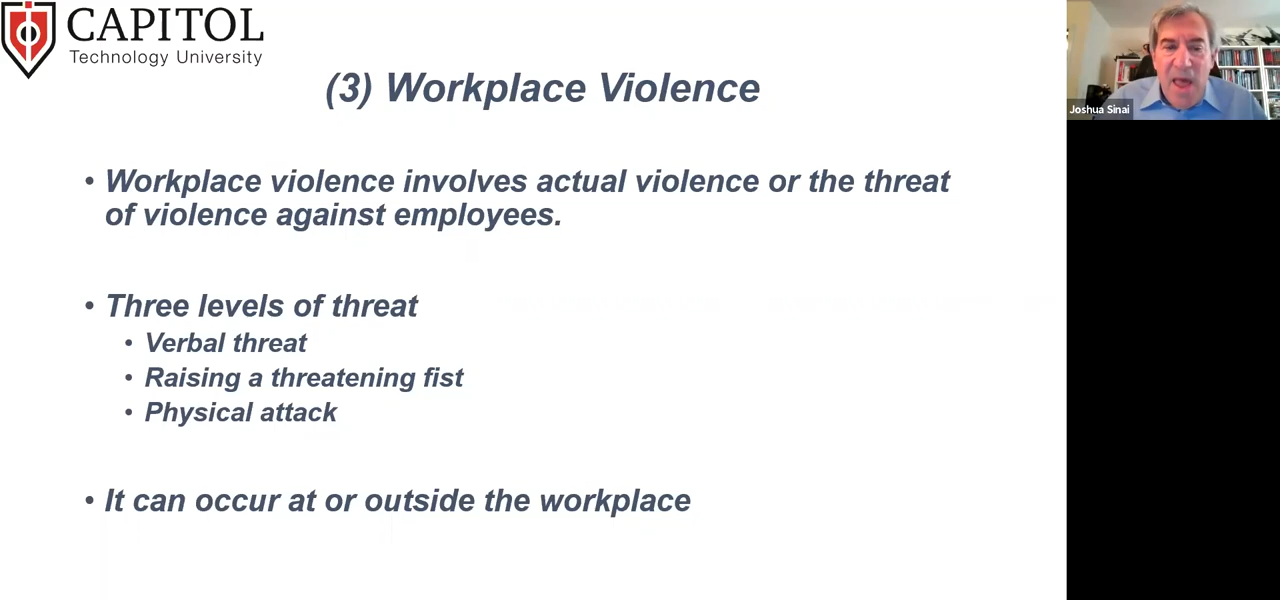 CAPITOL
Technology University
(3) Workplace Violence
• Workplace violence involves actual violence or the threat
of violence against employees.
• Three levels of threat
• Verbal threat
• Raising a threatening fist
• Physical attack
• It can occur at or outside the workplace
Joshua Sinai